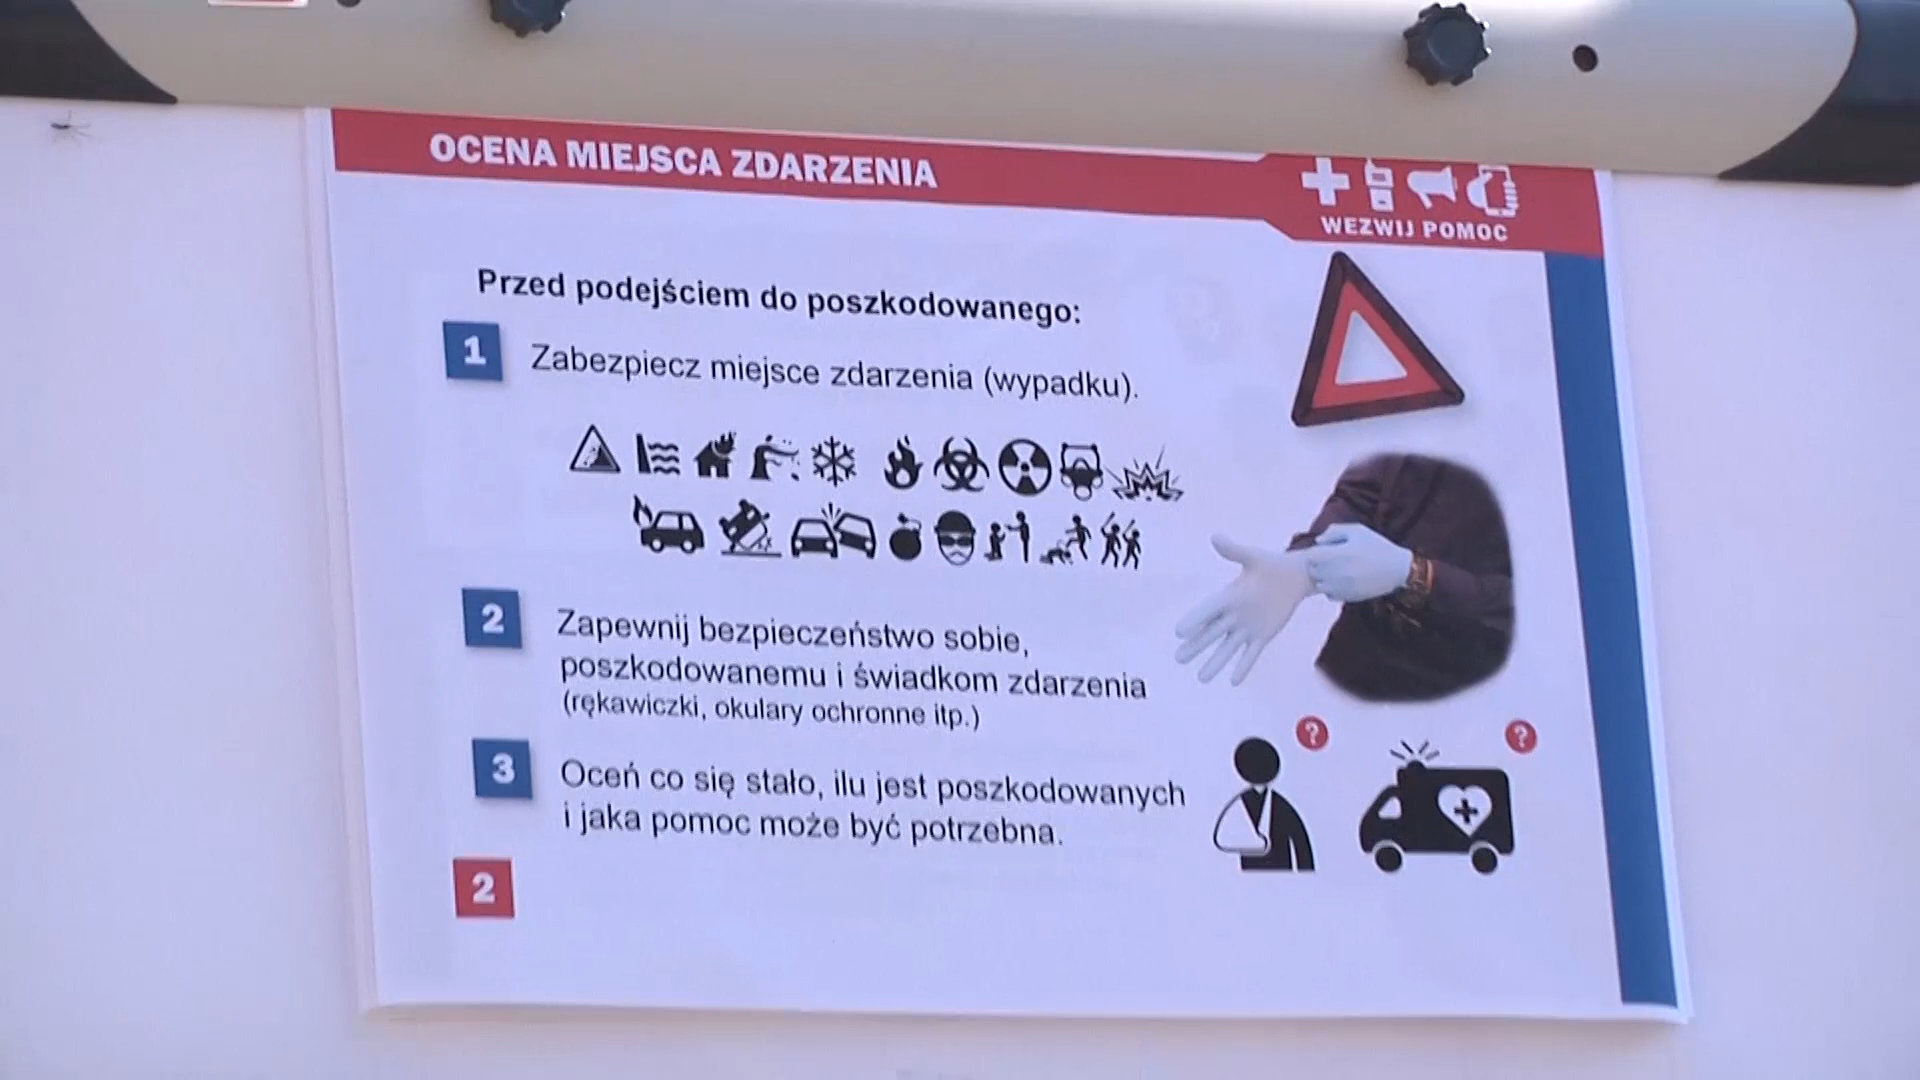 OCENA MIEJSCA ZDARZENIA
WEZWIJ POMOC
Przed podejściem do poszkodowanego:
1 Zabezpiecz miejsce zdarzenia (wypadku).
2 Zapewnij bezpieczeństwo sobie,
poszkodowanemu i świadkom zdarzenia
(rękawiczki, okulary ochronne itp.)
? ?
3 Oceń co się stało, ilu jest poszkodowanych
i jaka pomoc może być potrzebna.
2